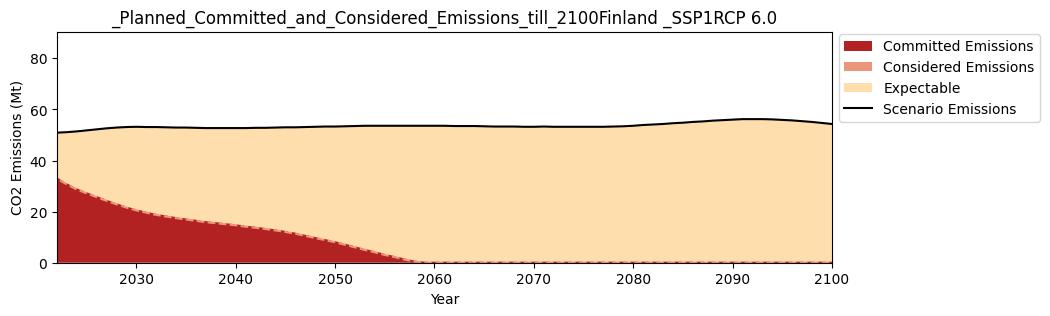 _Planned_Committed_and_Considered_Emissions_till_2100Finland _SSP1RCP 6.0
Committed Emissions
Considered Emissions
Expectable
Scenario Emissions
CO2 Emissions (Mt)
80
60
40
20
0
2030 2040 2050 2060 2070 2080 2090 2100
Year